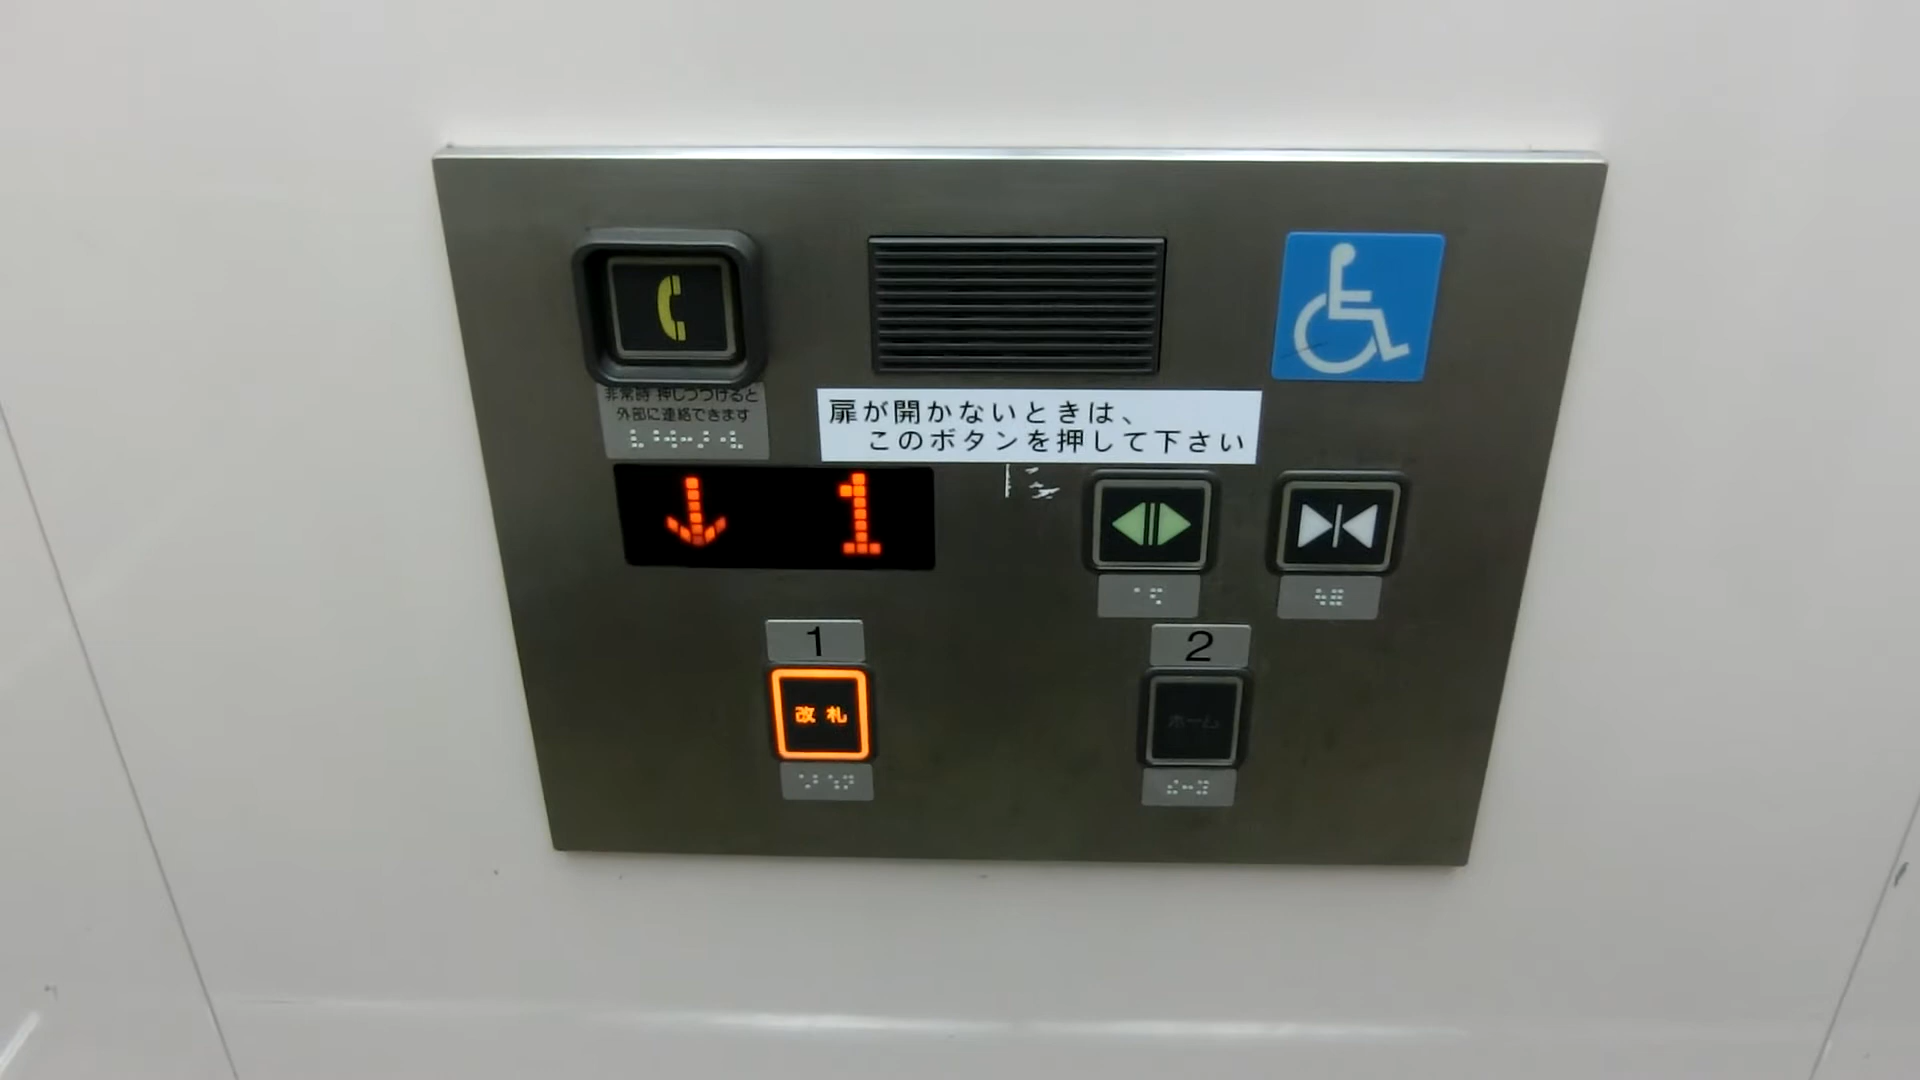 非常時 押しつづけると
外部に連絡できます
扉が開かないときは、
このボタンを押して下さい
1
1
2
改札
ホーム